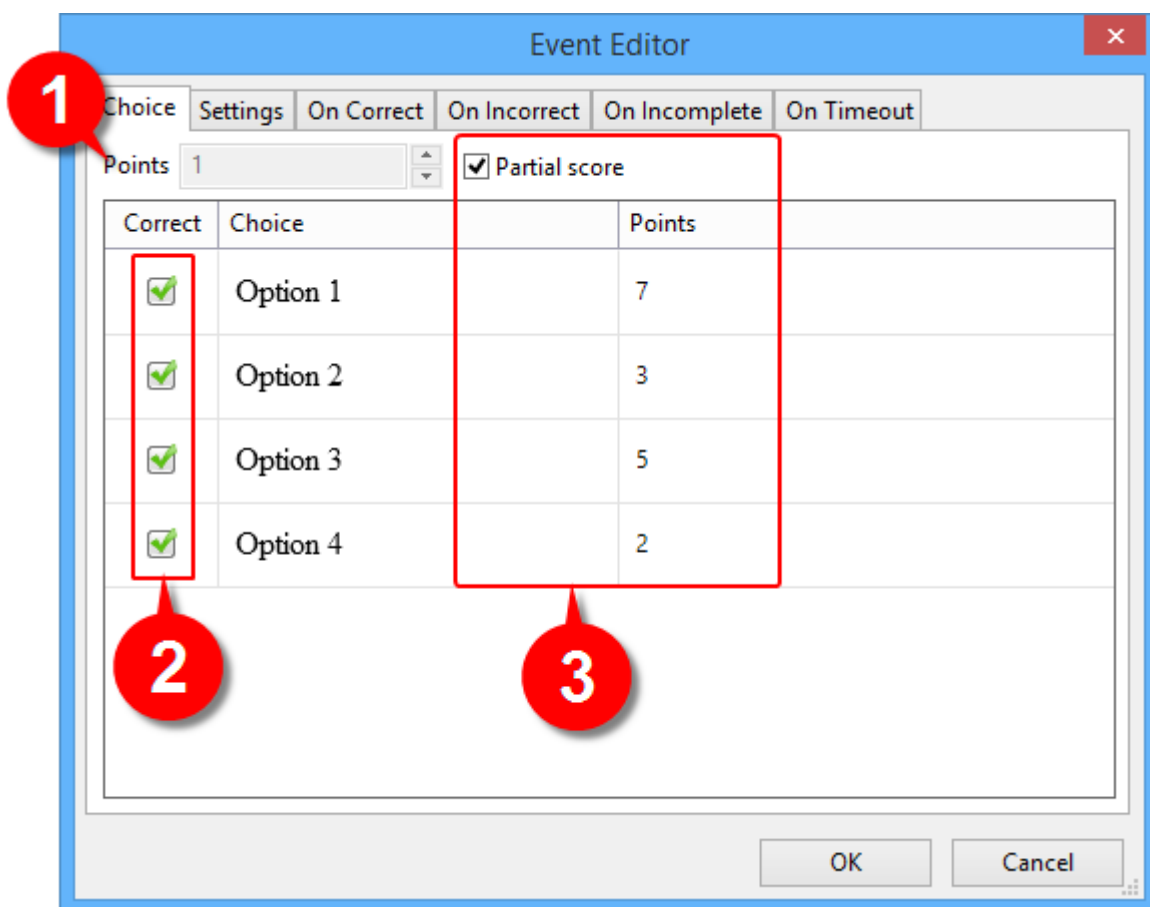 Event Editor
1
Choice Settings On Correct On Incorrect On Incomplete On Timeout
Points 1 Partial score
Correct Choice Points
Option 1 7
Option 2 3
Option 3 5
Option 4 2
2 3
OK Cancel